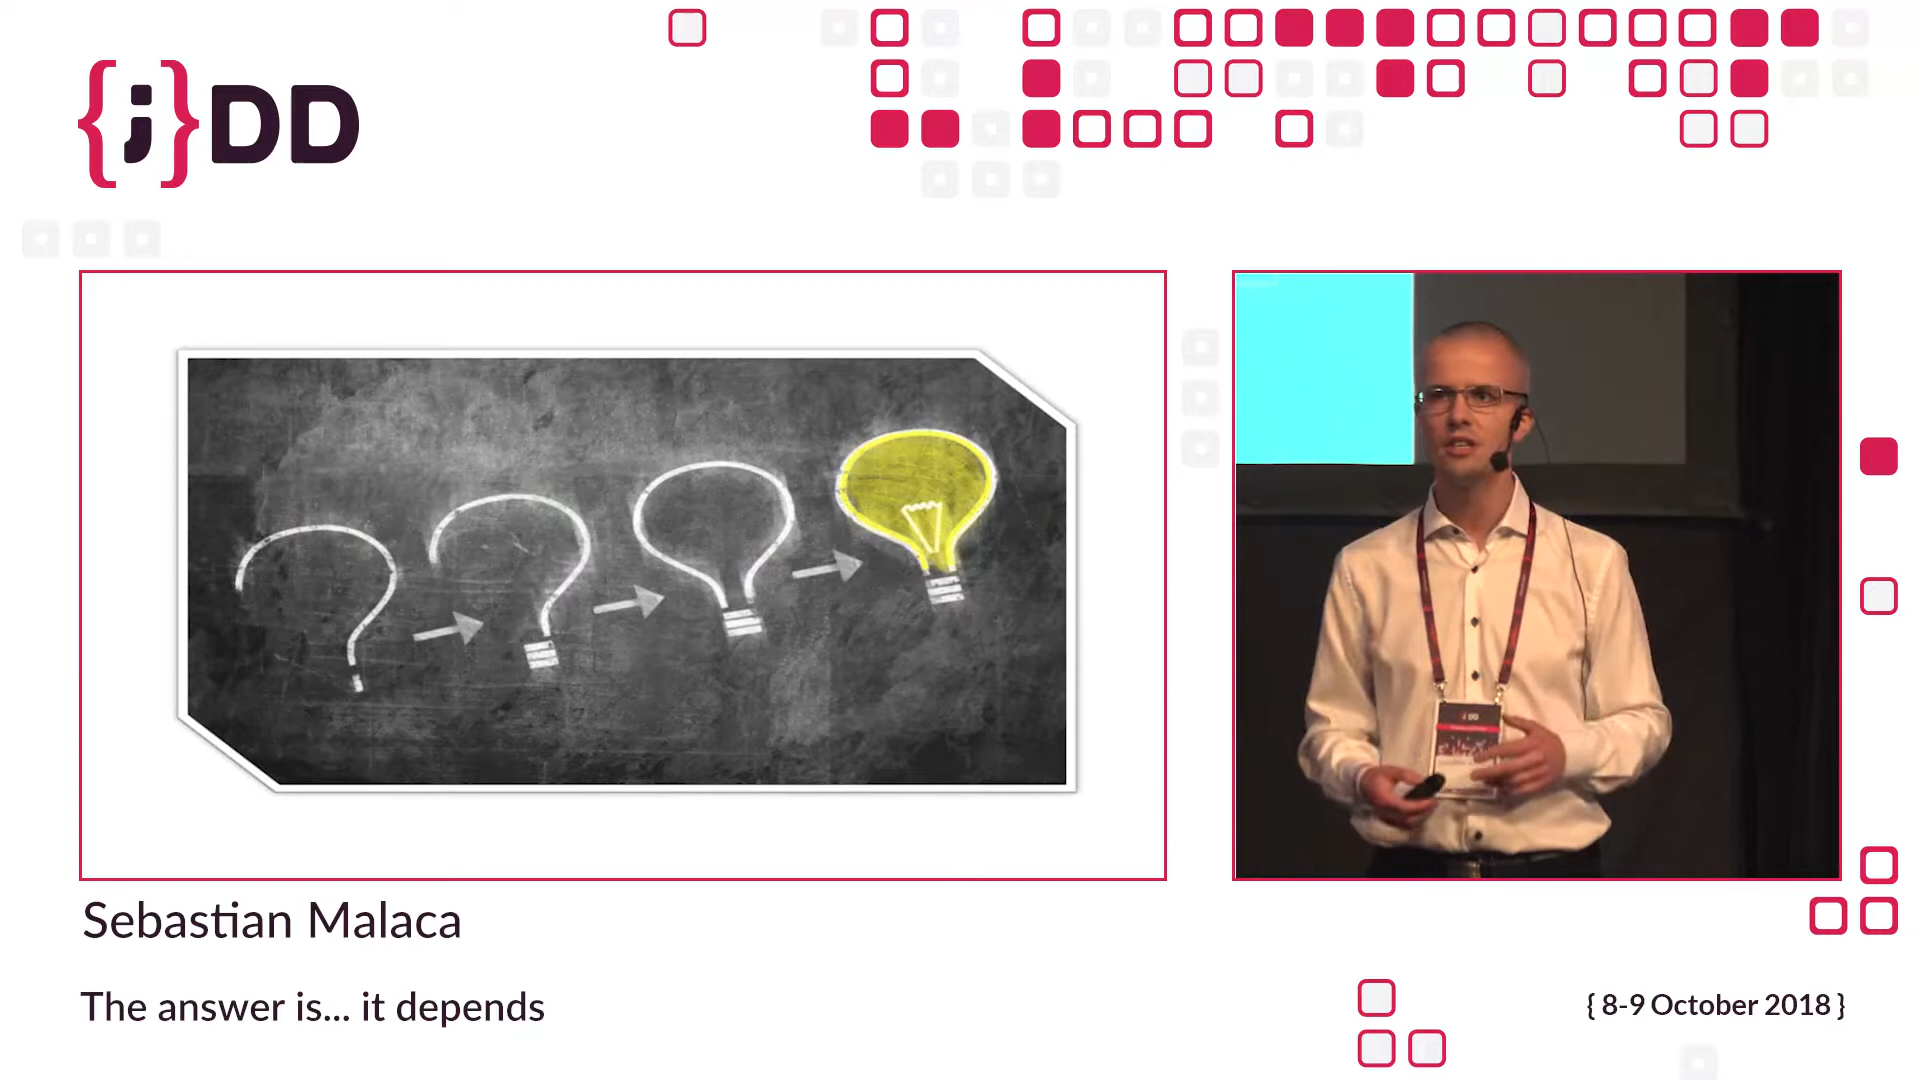 {;}DD
Sebastian Malaca
The answer is... it depends
{ 8-9 October 2018 }